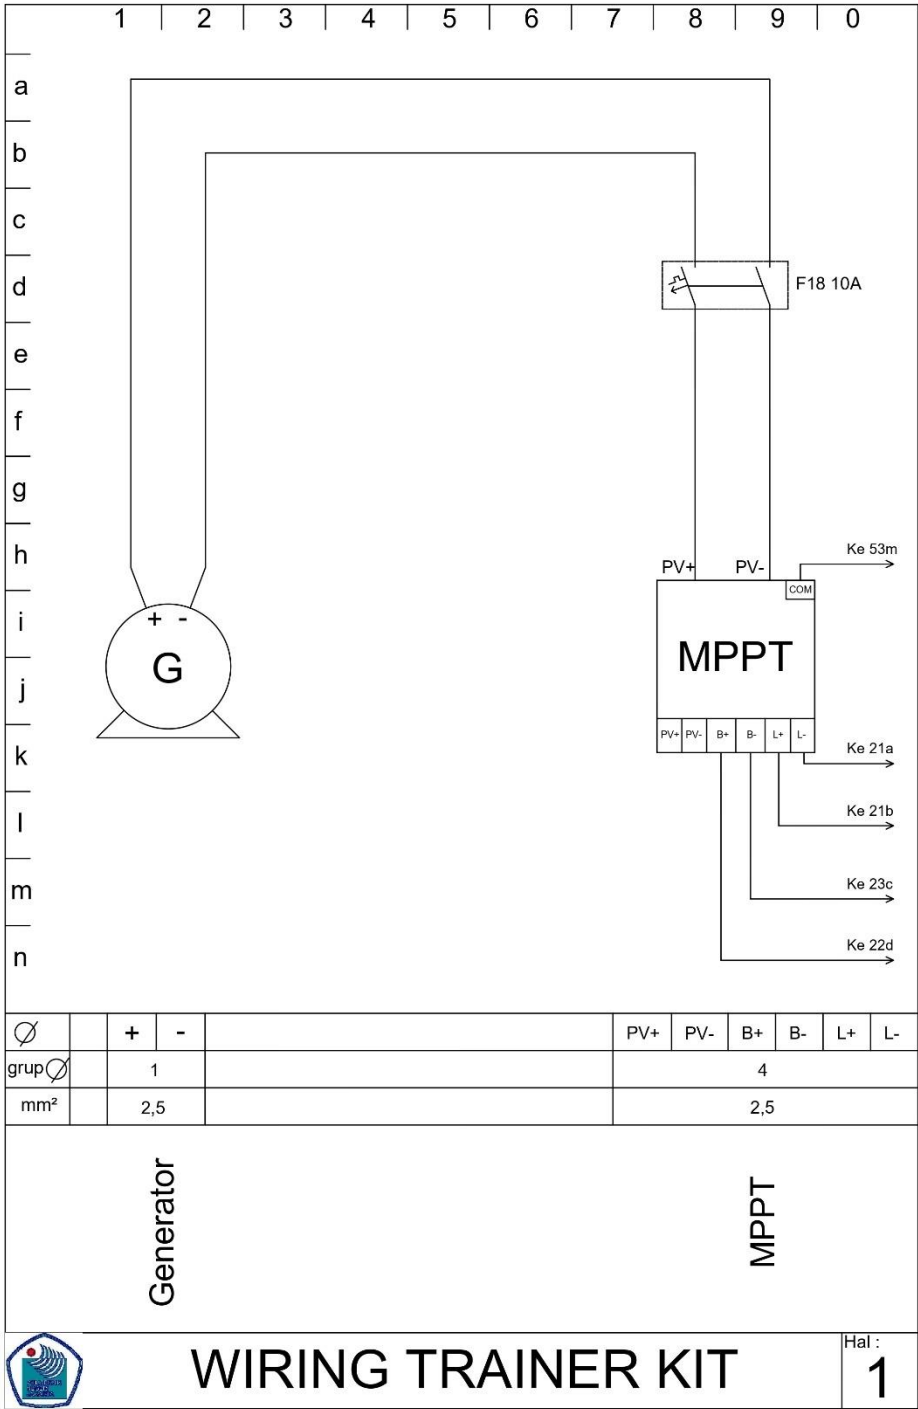 1 2 3 4 5 6 7 8 9 0
a
b
c
d
F18 10A
e
f
g
h
Ke 53m
PV+ PV-
COM
i
+ -
MPPT
G
j
PV+ PV- B+ B- L+ L-
k
Ke 21a
l
Ke 21b
m
Ke 23c
n
Ke 22d
Ø + - PV+ PV- B+ B- L+ L-
grup Ø 1 4
mm² 2,5 2,5
Generator
MPPT
WIRING TRAINER KIT
Hal :
1